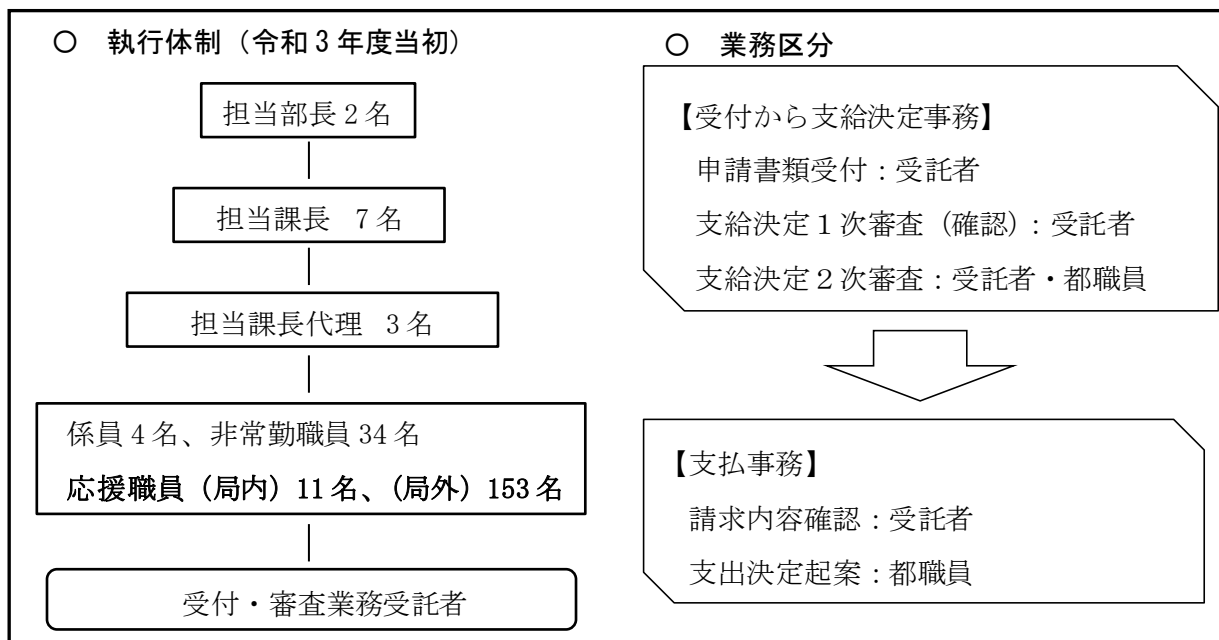 ○ 執行体制（令和3年度当初）
担当部長 2名
担当課長 7名
担当課長代理 3名
係員 4名、非常勤職員 34名
応援職員（局内）11名、（局外）153名
受付・審査業務受託者
○ 業務区分
【受付から支給決定事務】
申請書類受付：受託者
支給決定１次審査（確認）：受託者
支給決定２次審査：受託者・都職員
【支払事務】
請求内容確認：受託者
支出決定起案：都職員